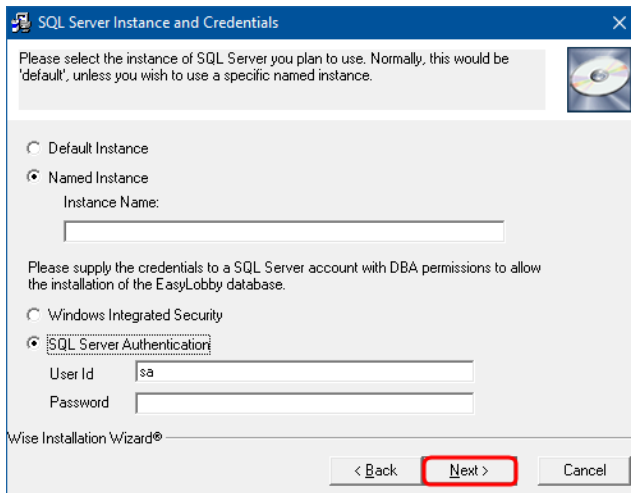 SQL Server Instance and Credentials
Please select the instance of SQL Server you plan to use. Normally, this would be
'default', unless you wish to use a specific named instance.
Default Instance
Named Instance
Instance Name:
Please supply the credentials to a SQL Server account with DBA permissions to allow
the installation of the EasyLobby database.
Windows Integrated Security
SQL Server Authentication
User Id sa
Password
Wise Installation Wizard®
< Back Next > Cancel